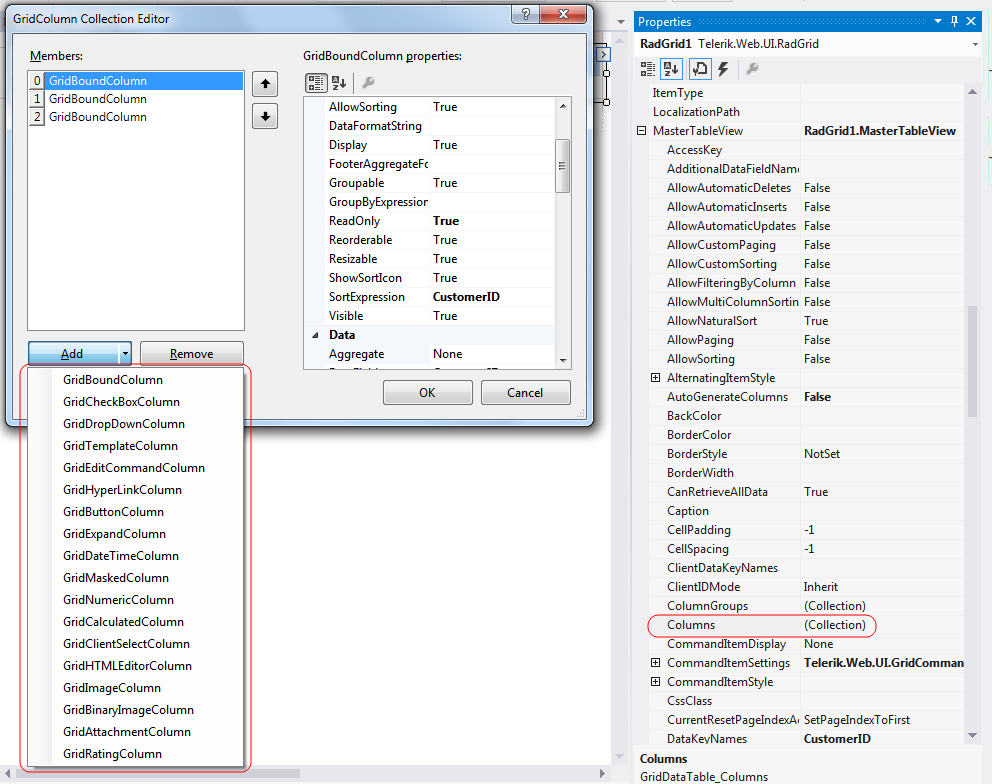 GridColumn Collection Editor
?
Members:
0 GridBoundColumn
1 GridBoundColumn
2 GridBoundColumn
Add
Remove
GridBoundColumn properties:
AllowSorting True
DataFormatString
Display True
FooterAggregateFo
Groupable True
GroupByExpression
ReadOnly True
Reorderable True
Resizable True
ShowSortIcon True
SortExpression CustomerID
Visible True
Data
Aggregate None
OK
Cancel
GridBoundColumn
GridCheckBoxColumn
GridDropDownColumn
GridTemplateColumn
GridEditCommandColumn
GridHyperLinkColumn
GridButtonColumn
GridExpandColumn
GridDateTimeColumn
GridMaskedColumn
GridNumericColumn
GridCalculatedColumn
GridClientSelectColumn
GridHTMLEditorColumn
GridImageColumn
GridBinaryImageColumn
GridAttachmentColumn
GridRatingColumn
Properties
RadGrid1 Telerik.Web.UI.RadGrid
ItemType
LocalizationPath
MasterTableView RadGrid1.MasterTableView
AccessKey
AdditionalDataFieldName
AllowAutomaticDeletes False
AllowAutomaticInserts False
AllowAutomaticUpdates False
AllowCustomPaging False
AllowCustomSorting False
AllowFilteringByColumn False
AllowMultiColumnSortin False
AllowNaturalSort True
AllowPaging False
AllowSorting False
AlternatingItemStyle
AutoGenerateColumns False
BackColor
BorderColor
BorderStyle NotSet
BorderWidth
CanRetrieveAllData True
Caption
CellPadding -1
CellSpacing -1
ClientDataKeyNames
ClientIDMode Inherit
ColumnGroups (Collection)
Columns (Collection)
CommandItemDisplay None
CommandItemSettings Telerik.Web.UI.GridComman
CommandItemStyle
CssClass
CurrentResetPageIndexAc SetPageIndexToFirst
DataKeyNames CustomerID
Columns
GridDataTable_Columns